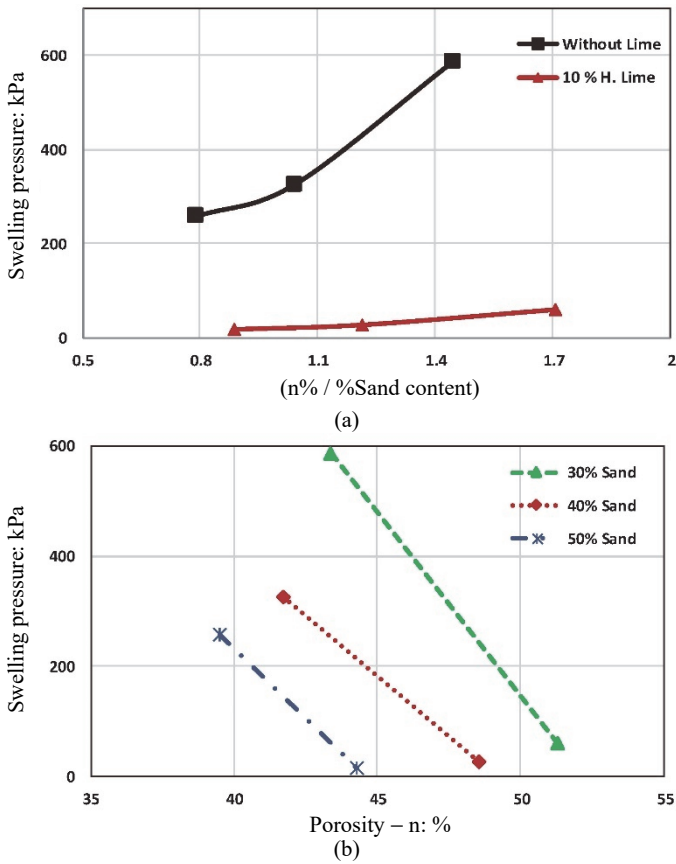 Swelling pressure: kPa
600
400
200
0
Without Lime
10 % H. Lime
0.5 0.8 1.1 1.4 1.7 2
(n% / %Sand content)
(a)
Swelling pressure: kPa
600
400
200
0
30% Sand
40% Sand
50% Sand
35 40 45 50 55
Porosity – n: %
(b)